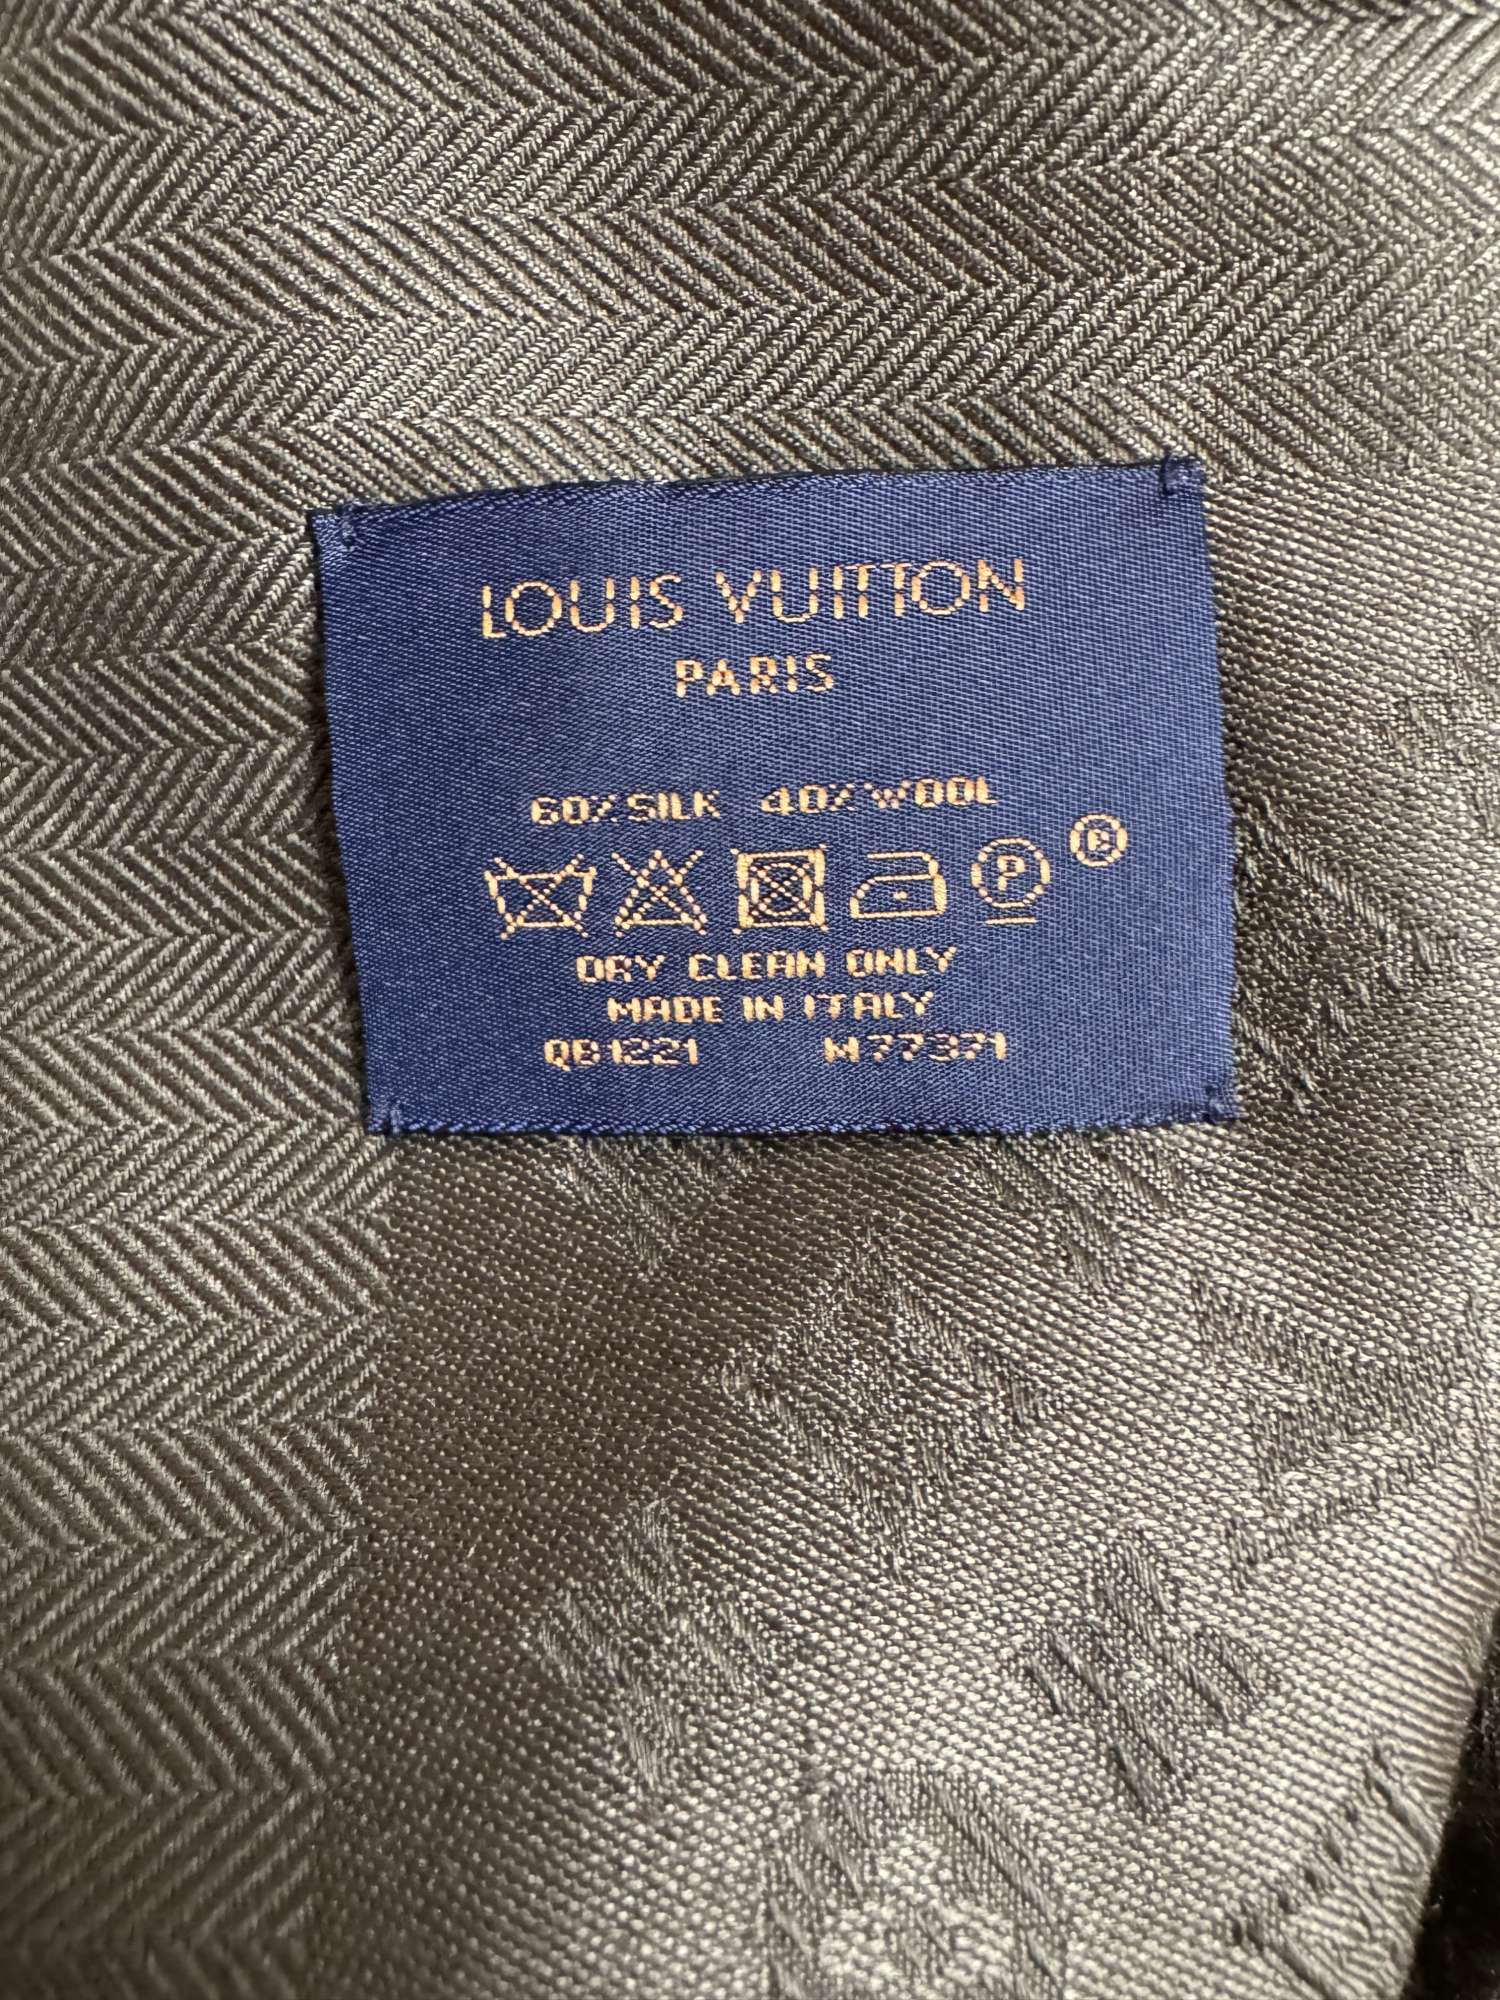 LOUIS VUITTON
PARIS
60% SILK 40% WOOL
P ®
DRY CLEAN ONLY
MADE IN ITALY
QB1221 M77371